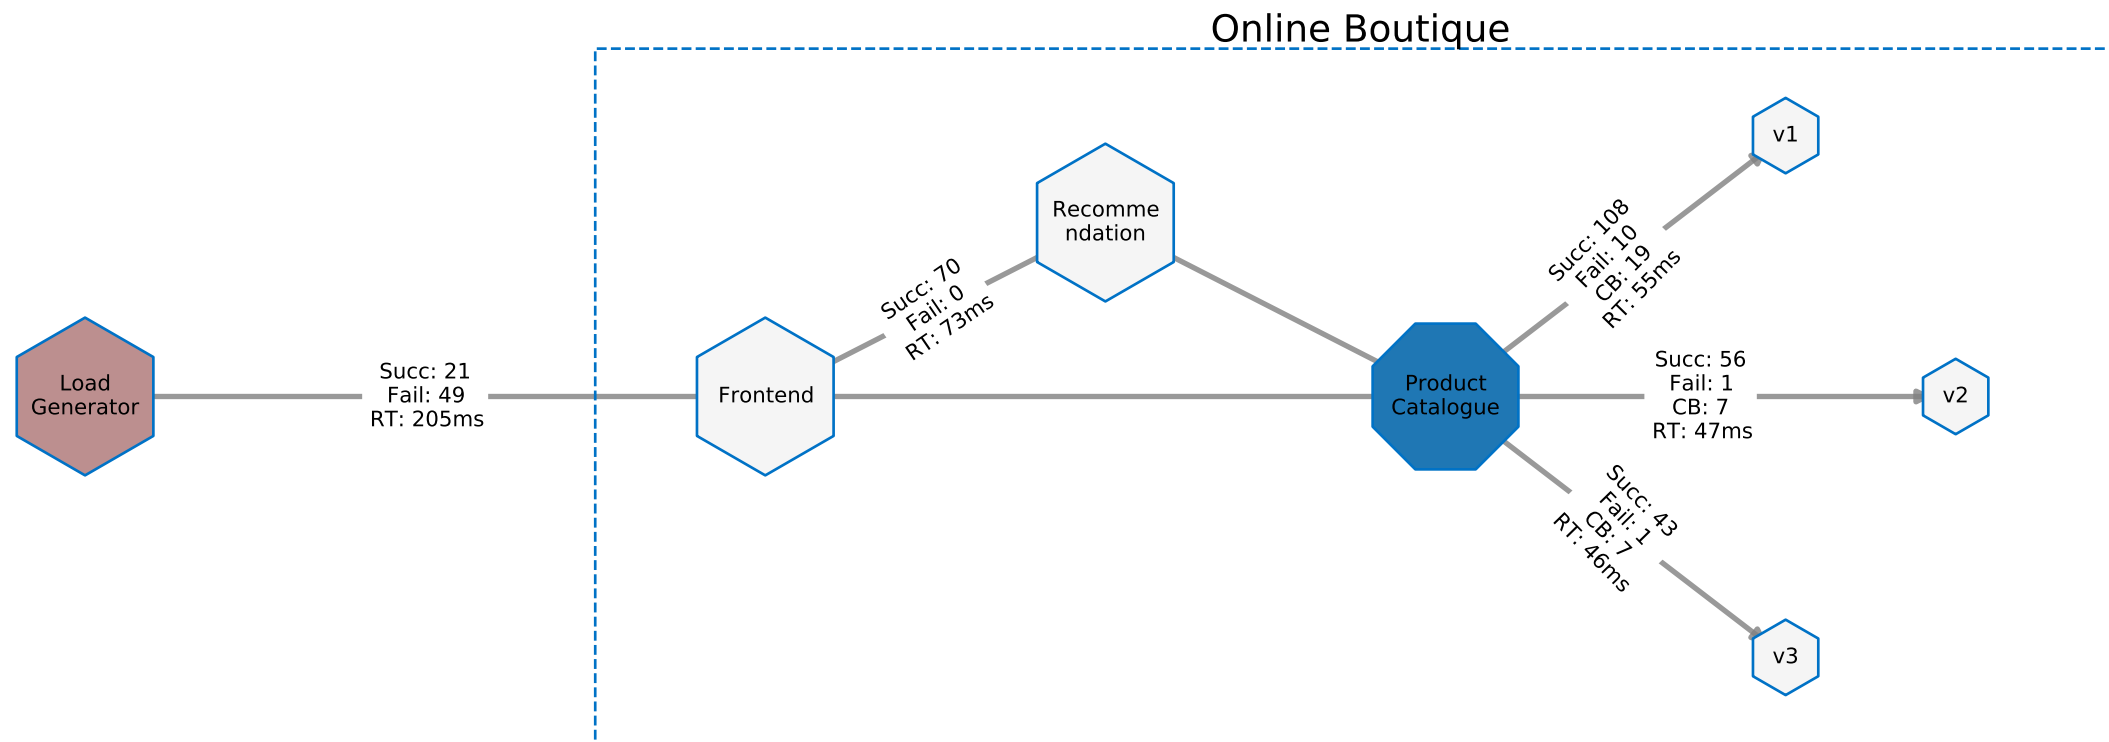 Online Boutique
Load
Generator
Succ: 21
Fail: 49
RT: 205ms
Frontend
Succ: 70
Fail: 0
RT: 73ms
Recomme
ndation
Product
Catalogue
Succ: 108
Fail: 10
CB: 19
RT: 55ms
v1
Succ: 56
Fail: 1
CB: 7
RT: 47ms
v2
Succ: 43
Fail: 1
CB: 7
RT: 46ms
v3